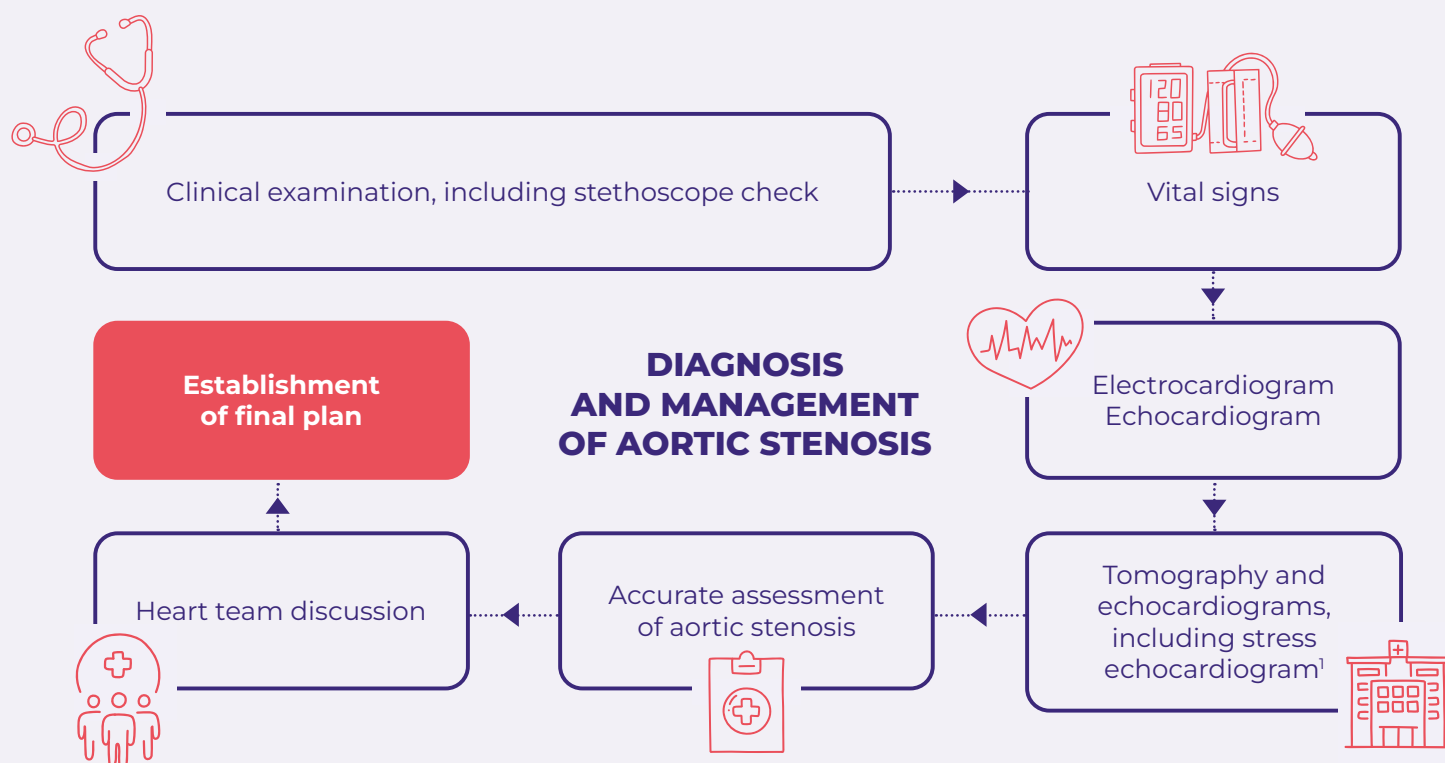 120
80
65
Clinical examination, including stethoscope check
Vital signs
Electrocardiogram
Echocardiogram
Tomography and
echocardiograms,
including stress
echocardiogram¹
Accurate assessment
of aortic stenosis
Heart team discussion
Establishment
of final plan
DIAGNOSIS
AND MANAGEMENT
OF AORTIC STENOSIS